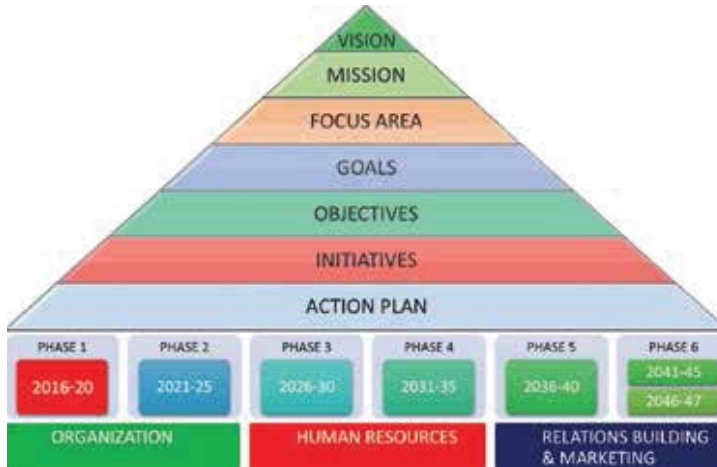 VISION
MISSION
FOCUS AREA
GOALS
OBJECTIVES
INITIATIVES
ACTION PLAN
PHASE 1
PHASE 2
PHASE 3
PHASE 4
PHASE 5
PHASE 6
2016-20
2021-25
2026-30
2031-35
2036-40
2041-45
2046-47
ORGANIZATION
HUMAN RESOURCES
RELATIONS BUILDING
& MARKETING